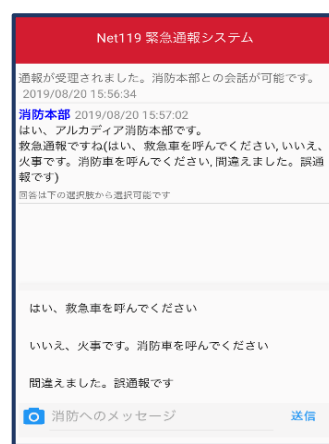 Net119 緊急通報システム
通報が受理されました。消防本部との会話が可能です。
2019/08/20 15:56:34
消防本部 2019/08/20 15:57:02
はい、アルカディア消防本部です。
救急通報ですね(はい、救急車を呼んでください, いいえ、
火事です。消防車を呼んでください, 間違えました。誤通
報です)
回答は下の選択肢から選択可能です
はい、救急車を呼んでください
いいえ、火事です。消防車を呼んでください
間違えました。誤通報です
消防へのメッセージ 送信